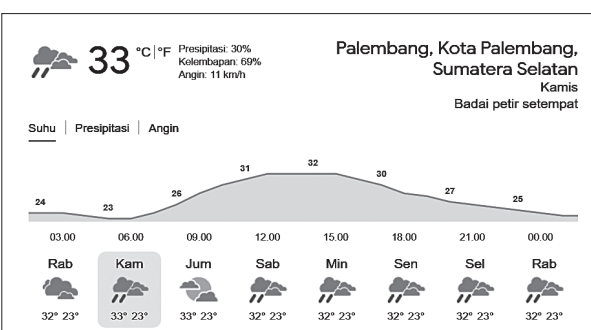 33 °C | °F
Presipitasi: 30%
Kelembapan: 69%
Angin: 11 km/h
Palembang, Kota Palembang,
Sumatera Selatan
Kamis
Badai petir setempat
Suhu | Presipitasi | Angin
24 23 26 31 32 30 27 25
03.00 06.00 09.00 12.00 15.00 18.00 21.00 00.00
Rab Kam Jum Sab Min Sen Sel Rab
32° 23° 33° 23° 33° 23° 32° 23° 32° 23° 32° 23° 32° 23° 32° 23°